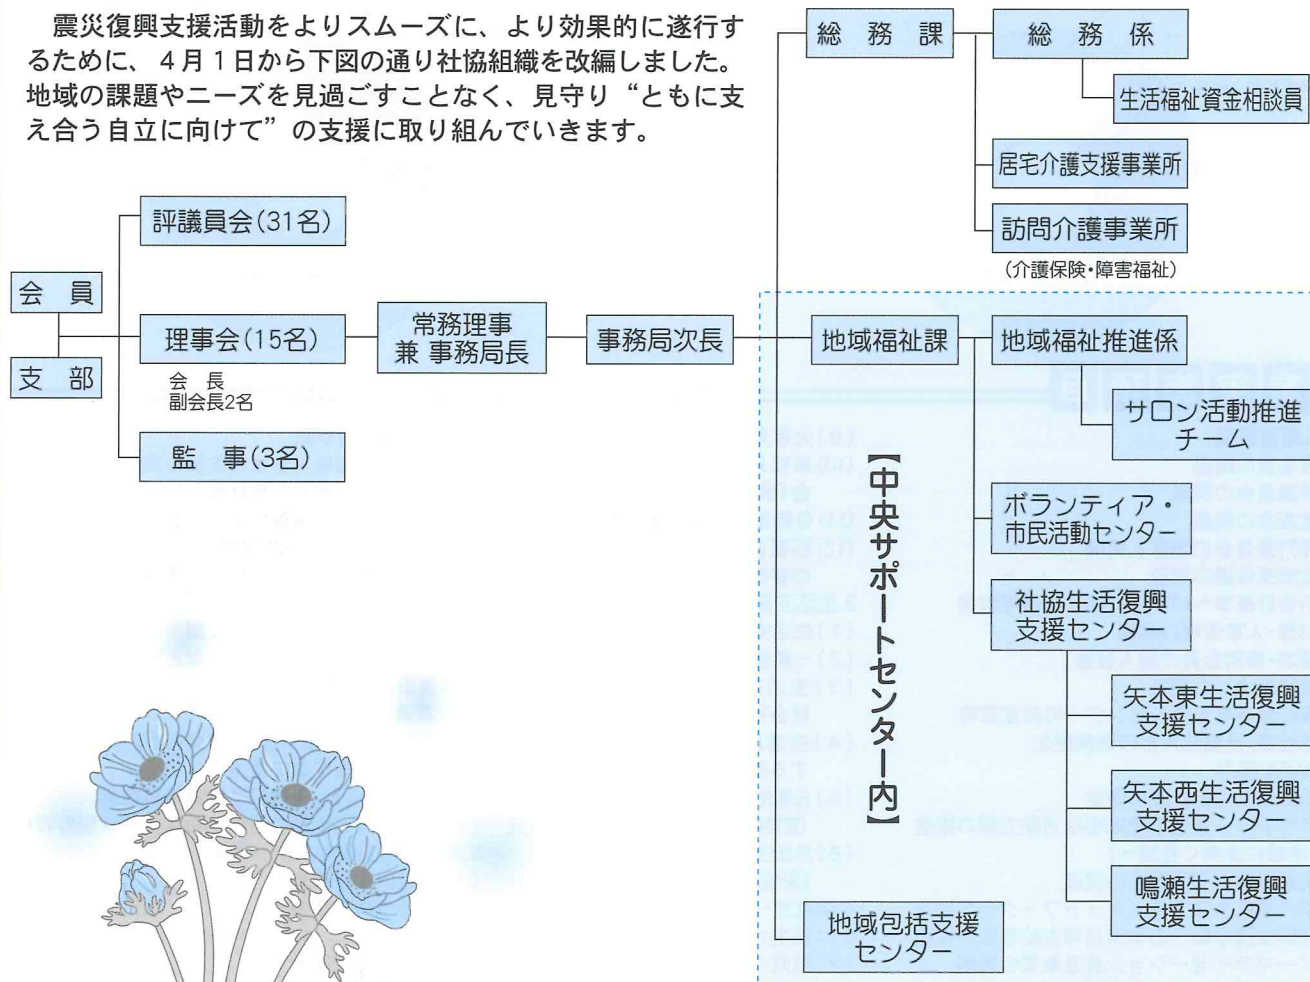 震災復興支援活動をよりスムーズに、より効果的に遂行す
るために、4月1日から下図の通り社協組織を改編しました。
地域の課題やニーズを見過ごすことなく、見守り“ともに支
え合う自立に向けて”の支援に取り組んでいきます。
会　員
支　部
評議員会(31名)
理事会(15名)
会　長
副会長2名
監　事(3名)
常務理事
兼 事務局長
事務局次長
総　務　課
総　務　係
生活福祉資金相談員
居宅介護支援事業所
訪問介護事業所
(介護保険・障害福祉)
地域福祉課
地域福祉推進係
サロン活動推進
チーム
ボランティア・
市民活動センター
社協生活復興
支援センター
矢本東生活復興
支援センター
矢本西生活復興
支援センター
鳴瀬生活復興
支援センター
【中央サポートセンター内】
地域包括支援
センター